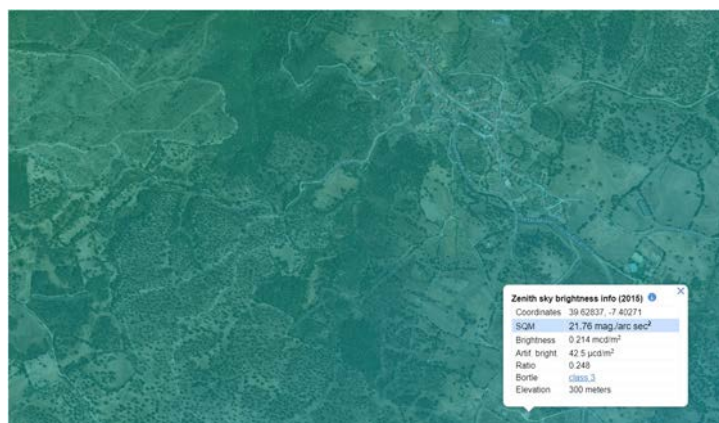 Zenith sky brightness info (2015)
Coordinates 39.62837, -7.40271
SQM 21.76 mag./arc sec²
Brightness 0.214 mcd/m²
Artif. bright 42.5 μcd/m²
Ratio 0.248
Bortle class 3
Elevation 300 meters